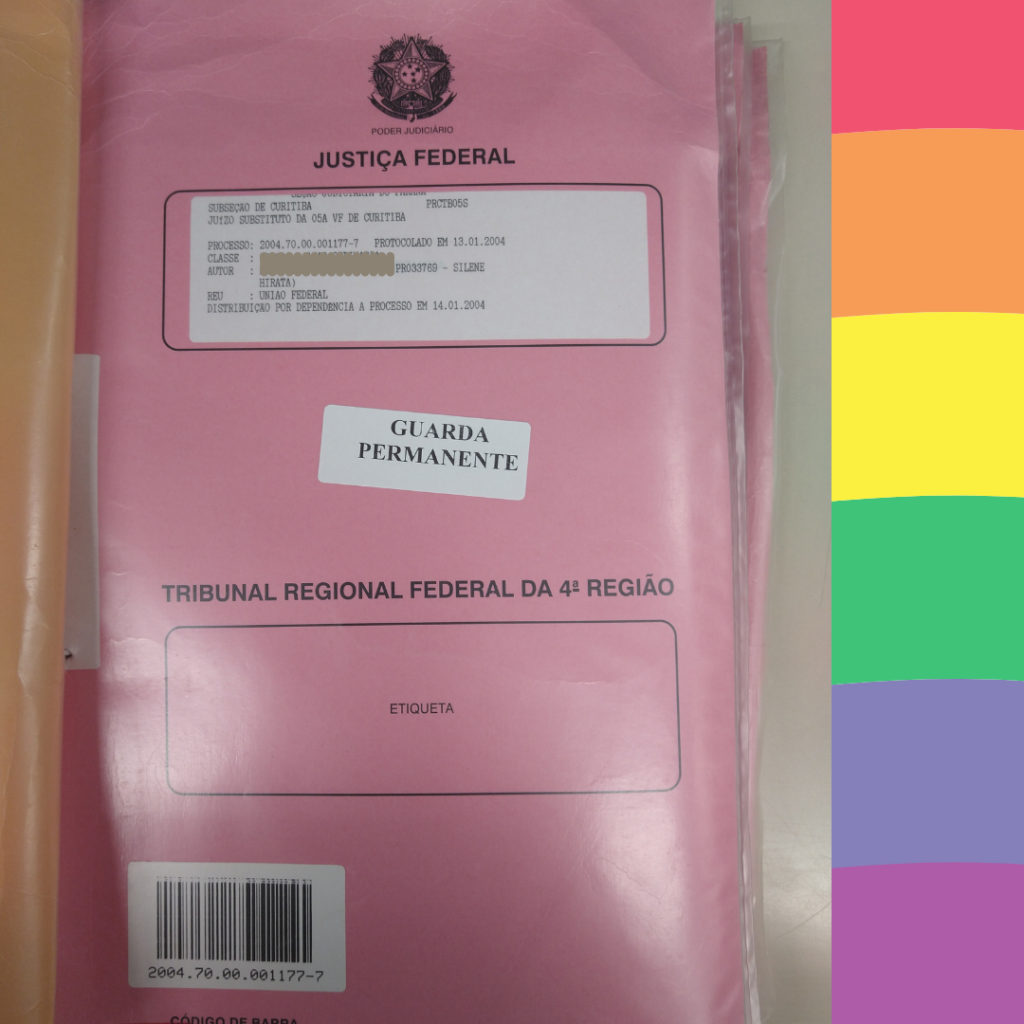 PODER JUDICIÁRIO
JUSTIÇA FEDERAL
SUBSEÇAO DE CURITIBA PRCTB05S
JUIZO SUBSTITUTO DA 05A VF DE CURITIBA
PROCESSO: 2004.70.00.001177-7 PROTOCOLADO EM 13.01.2004
CLASSE :
AUTOR : PR033769 - SILENE
HIRATA)
REU : UNIAO FEDERAL
DISTRIBUIÇAO POR DEPENDENCIA A PROCESSO EM 14.01.2004
GUARDA
PERMANENTE
TRIBUNAL REGIONAL FEDERAL DA 4ª REGIÃO
ETIQUETA
2004.70.00.001177-7
CÓDIGO DE BARRA